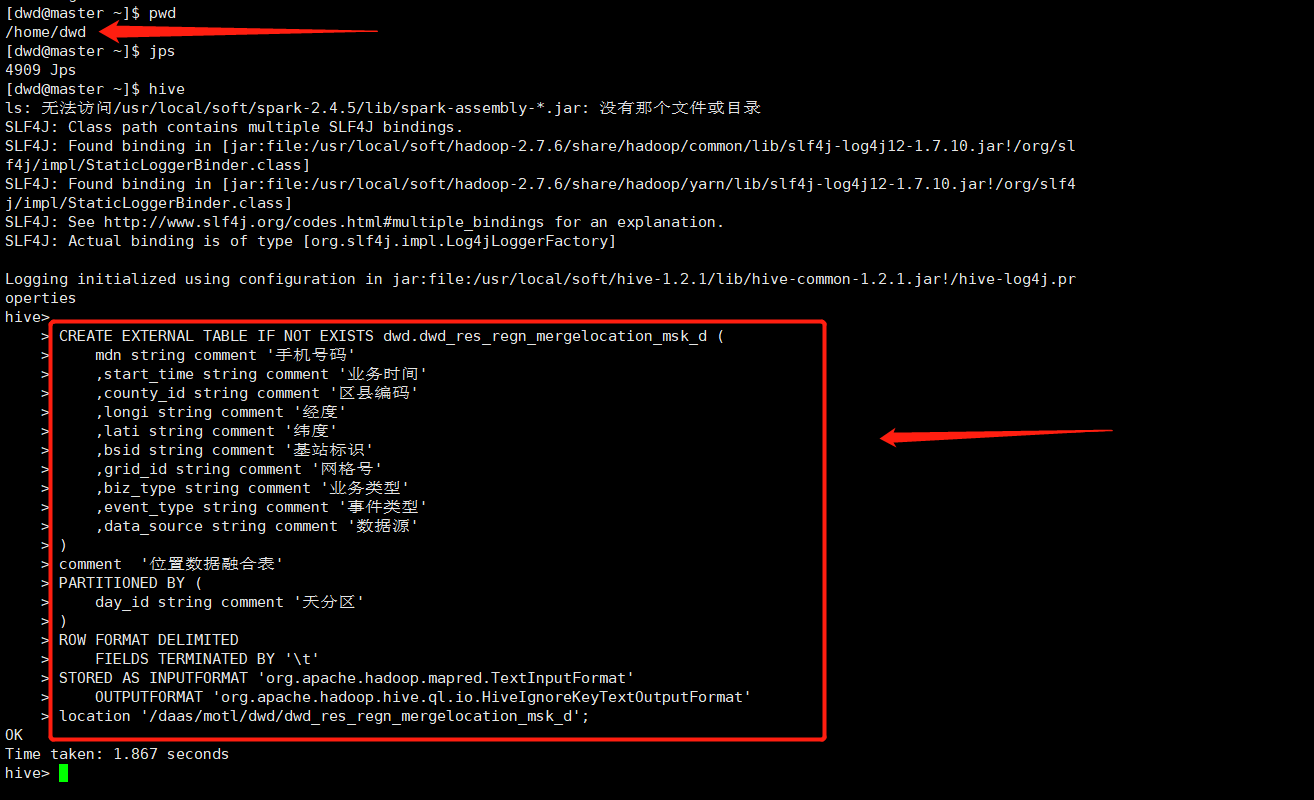 [dwd@master ~]$ pwd
/home/dwd
[dwd@master ~]$ jps
4909 Jps
[dwd@master ~]$ hive
ls: 无法访问/usr/local/soft/spark-2.4.5/lib/spark-assembly-*.jar: 没有那个文件或目录
SLF4J: Class path contains multiple SLF4J bindings.
SLF4J: Found binding in [jar:file:/usr/local/soft/hadoop-2.7.6/share/hadoop/common/lib/slf4j-log4j12-1.7.10.jar!/org/sl
f4j/impl/StaticLoggerBinder.class]
SLF4J: Found binding in [jar:file:/usr/local/soft/hadoop-2.7.6/share/hadoop/yarn/lib/slf4j-log4j12-1.7.10.jar!/org/slf4
j/impl/StaticLoggerBinder.class]
SLF4J: See http://www.slf4j.org/codes.html#multiple_bindings for an explanation.
SLF4J: Actual binding is of type [org.slf4j.impl.Log4jLoggerFactory]
Logging initialized using configuration in jar:file:/usr/local/soft/hive-1.2.1/lib/hive-common-1.2.1.jar!/hive-log4j.pr
operties
hive>
    > CREATE EXTERNAL TABLE IF NOT EXISTS dwd.dwd_res_regn_mergelocation_msk_d (
    >     mdn string comment '手机号码'
    >     ,start_time string comment '业务时间'
    >     ,county_id string comment '区县编码'
    >     ,longi string comment '经度'
    >     ,lati string comment '纬度'
    >     ,bsid string comment '基站标识'
    >     ,grid_id string comment '网格号'
    >     ,biz_type string comment '业务类型'
    >     ,event_type string comment '事件类型'
    >     ,data_source string comment '数据源'
    > )
    > comment  '位置数据融合表'
    > PARTITIONED BY (
    >     day_id string comment '天分区'
    > )
    > ROW FORMAT DELIMITED
    >     FIELDS TERMINATED BY '\t'
    > STORED AS INPUTFORMAT 'org.apache.hadoop.mapred.TextInputFormat'
    >     OUTPUTFORMAT 'org.apache.hadoop.hive.ql.io.HiveIgnoreKeyTextOutputFormat'
    > location '/daas/motl/dwd/dwd_res_regn_mergelocation_msk_d';
OK
Time taken: 1.867 seconds
hive>